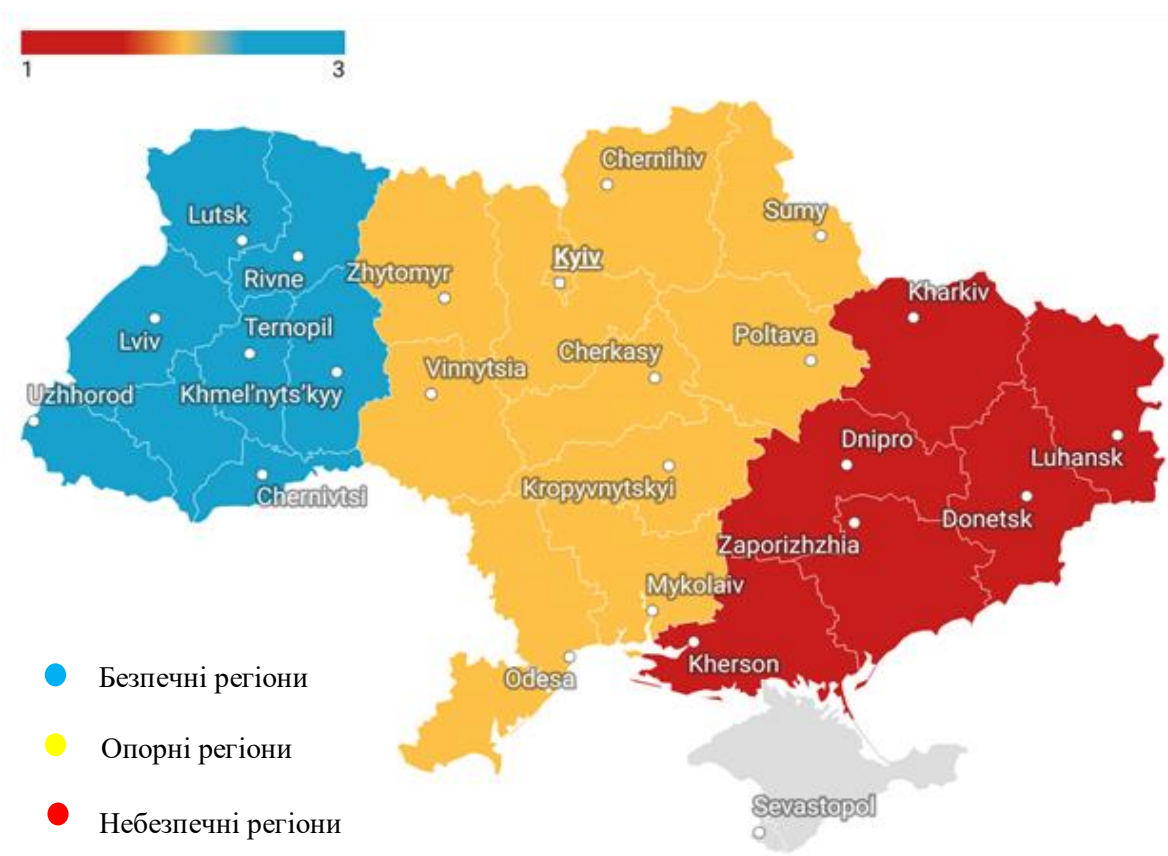 1 3
Chernihiv
Lutsk
Sumy
Kyiv
Rivne
Zhytomyr
Kharkiv
Lviv
Ternopil
Poltava
Cherkasy
Vinnytsia
Uzhhorod
Khmel'nyts'kyy
Dnipro
Luhansk
Chernivtsi
Kropyvnytskyi
Donetsk
Zaporizhzhia
Mykolaiv
Kherson
Odesa
Sevastopol
Безпечні регіони
Опорні регіони
Небезпечні регіони